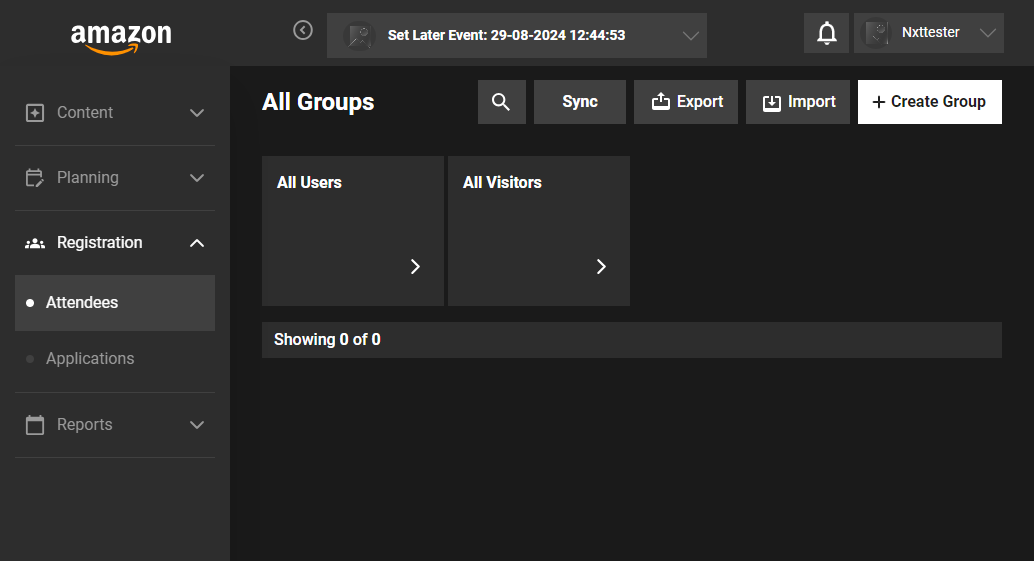 amazon
Set Later Event: 29-08-2024 12:44:53
Nxttester
Content
Planning
Registration
Attendees
Applications
Reports
All Groups
Sync
Export
Import
+ Create Group
All Users
All Visitors
Showing 0 of 0